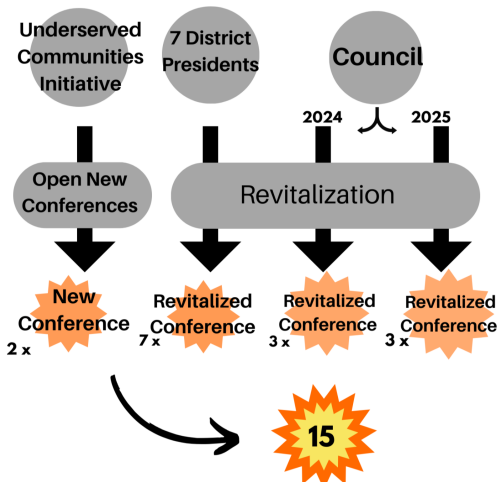 Underserved
Communities
Initiative
7 District
Presidents
Council
2024
2025
Open New
Conferences
Revitalization
New
Conference
2 x
Revitalized
Conference
7 x
Revitalized
Conference
3 x
Revitalized
Conference
3 x
15